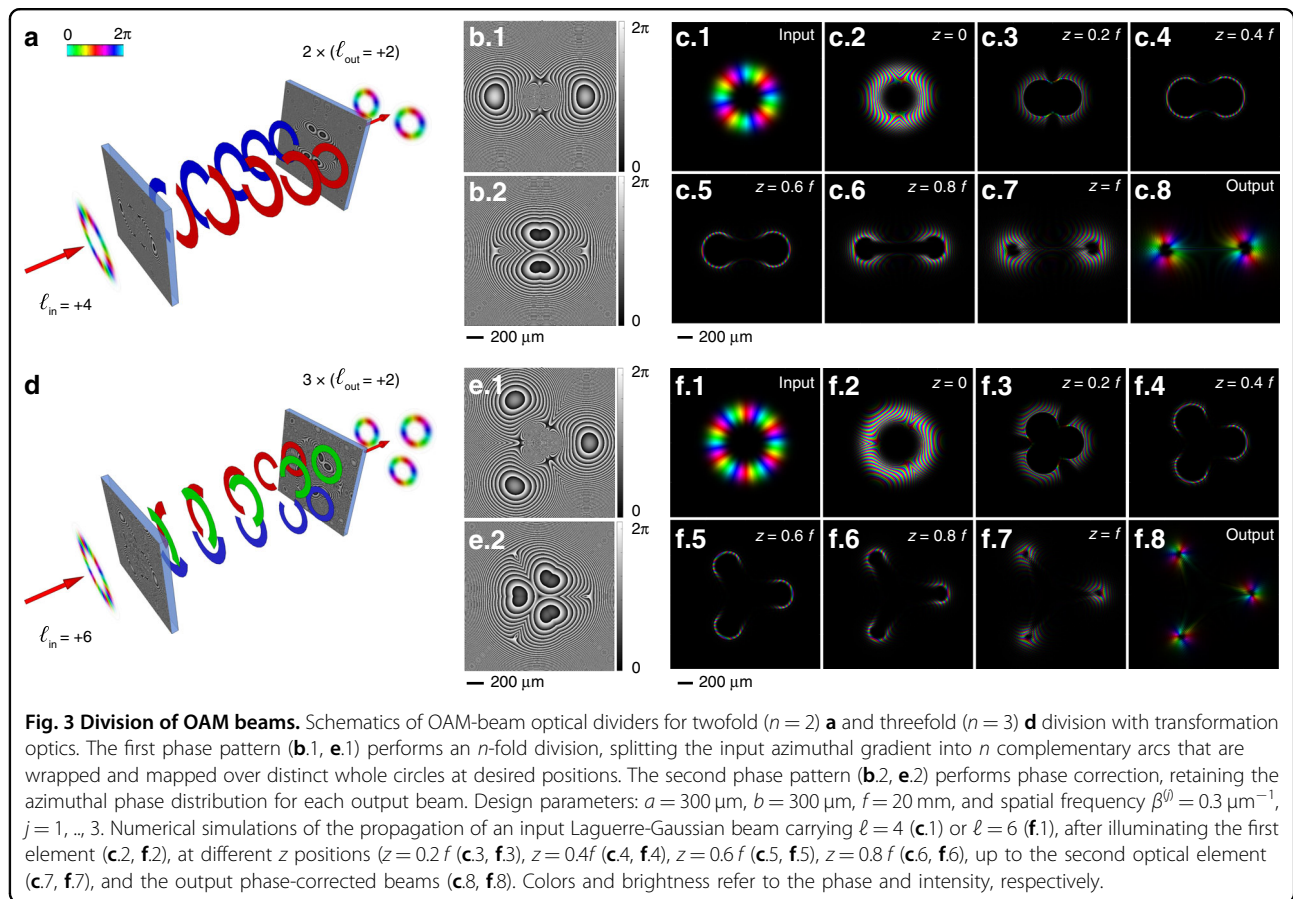 a
0 2π
2 × (ℓout = +2)
ℓin = +4
b.1
2π
0
b.2
2π
0
200 μm
c.1 Input
c.2 z = 0
c.3 z = 0.2 f
c.4 z = 0.4 f
c.5 z = 0.6 f
c.6 z = 0.8 f
c.7 z = f
c.8 Output
d
3 × (ℓout = +2)
ℓin = +6
e.1
2π
0
e.2
2π
0
200 μm
f.1 Input
f.2 z = 0
f.3 z = 0.2 f
f.4 z = 0.4 f
f.5 z = 0.6 f
f.6 z = 0.8 f
f.7 z = f
f.8 Output
200 μm
200 μm
Fig. 3 Division of OAM beams. Schematics of OAM-beam optical dividers for twofold (n = 2) a and threefold (n = 3) d division with transformation
optics. The first phase pattern (b.1, e.1) performs an n-fold division, splitting the input azimuthal gradient into n complementary arcs that are
wrapped and mapped over distinct whole circles at desired positions. The second phase pattern (b.2, e.2) performs phase correction, retaining the
azimuthal phase distribution for each output beam. Design parameters: a = 300 μm, b = 300 μm, f = 20 mm, and spatial frequency β(j) = 0.3 μm−1,
j = 1, .., 3. Numerical simulations of the propagation of an input Laguerre-Gaussian beam carrying ℓ = 4 (c.1) or ℓ = 6 (f.1), after illuminating the first
element (c.2, f.2), at different z positions (z = 0.2 f (c.3, f.3), z = 0.4f (c.4, f.4), z = 0.6 f (c.5, f.5), z = 0.8 f (c.6, f.6), up to the second optical element
(c.7, f.7), and the output phase-corrected beams (c.8, f.8). Colors and brightness refer to the phase and intensity, respectively.